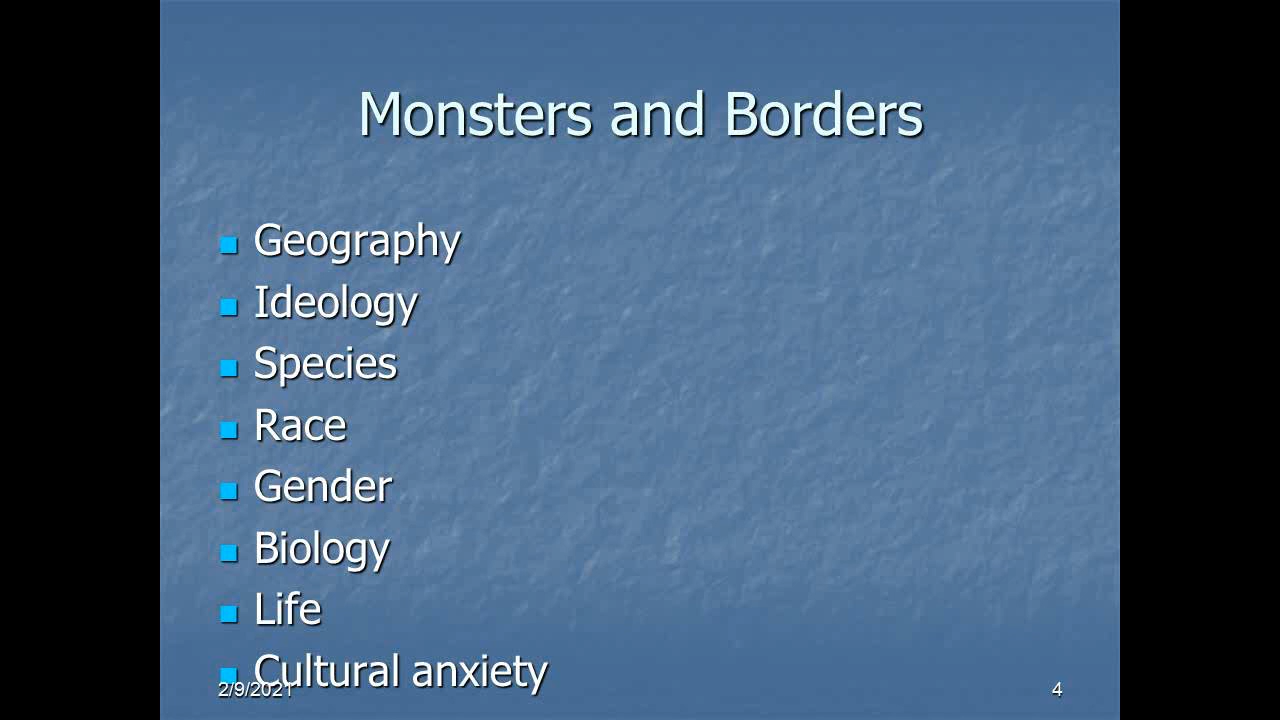 Monsters and Borders
Geography
Ideology
Species
Race
Gender
Biology
Life
Cultural anxiety
2/9/2021
4